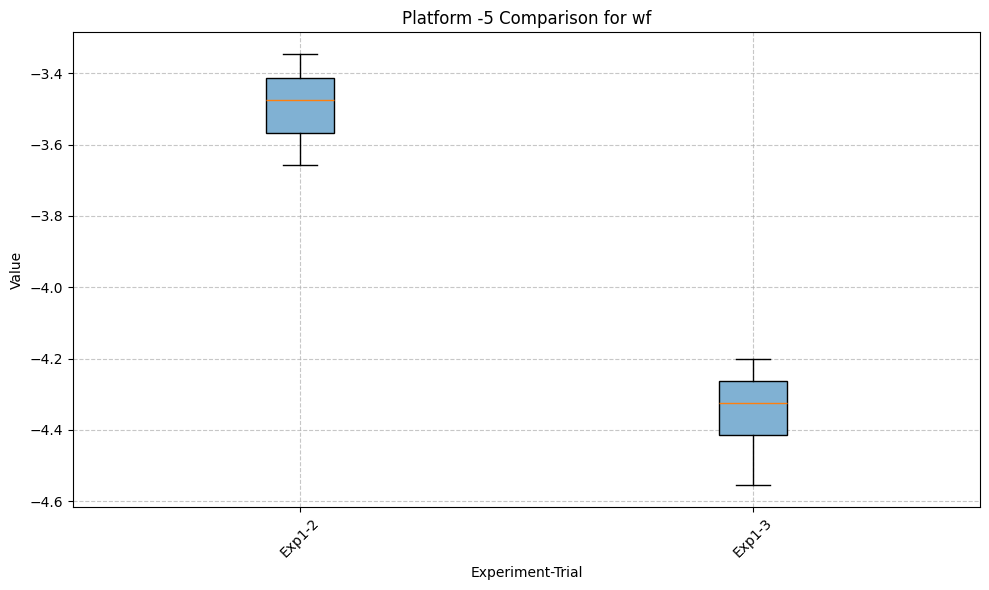 Platform -5 Comparison for wf
Value
−3.4
−3.6
−3.8
−4.0
−4.2
−4.4
−4.6
Exp1-2
Exp1-3
Experiment-Trial